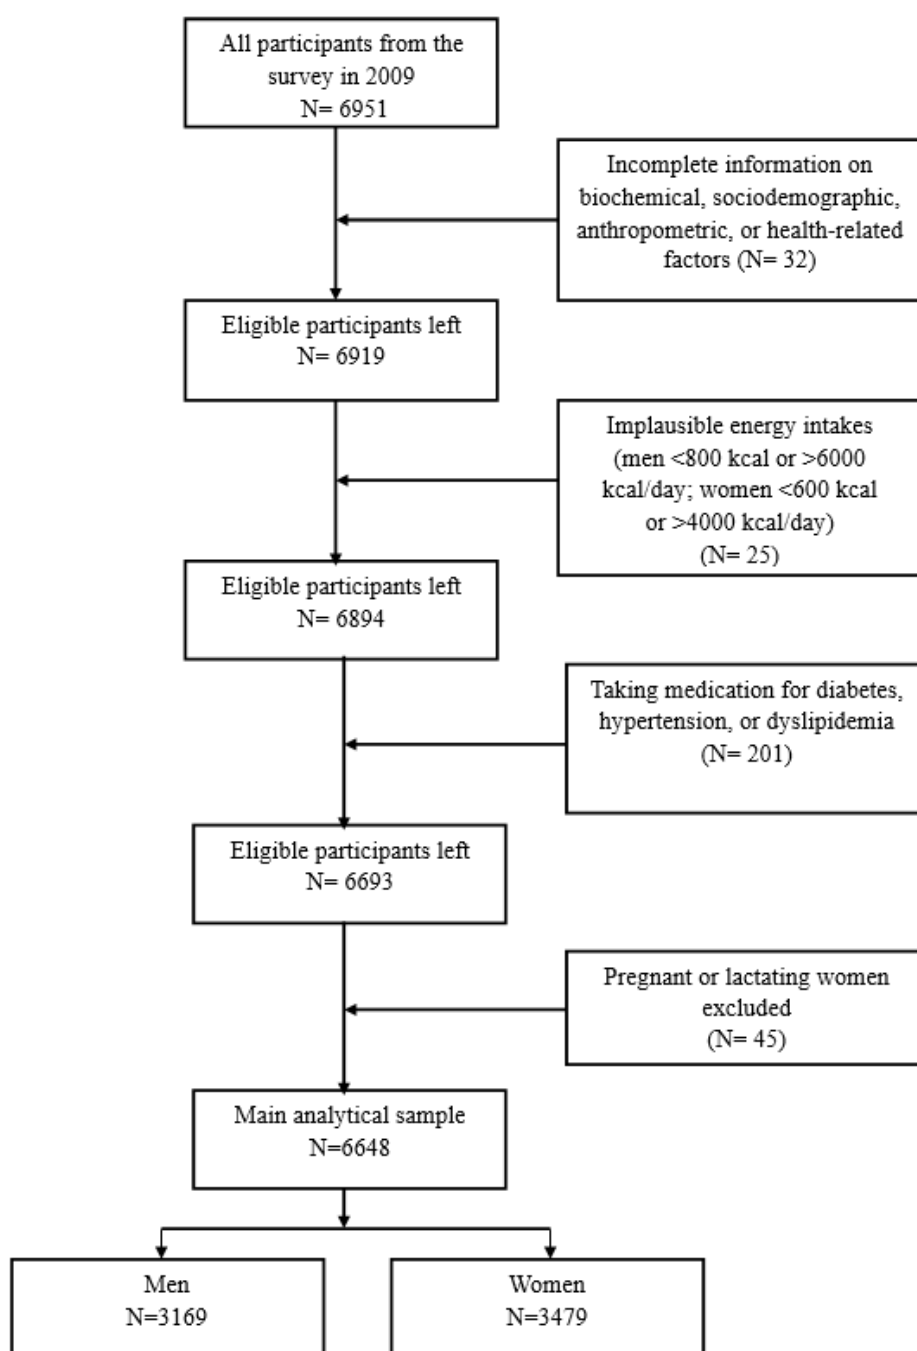 All participants from the
survey in 2009
N= 6951
Incomplete information on
biochemical, sociodemographic,
anthropometric, or health-related
factors (N= 32)
Eligible participants left
N= 6919
Implausible energy intakes
(men <800 kcal or >6000
kcal/day; women <600 kcal
or >4000 kcal/day)
(N= 25)
Eligible participants left
N= 6894
Taking medication for diabetes,
hypertension, or dyslipidemia
(N= 201)
Eligible participants left
N= 6693
Pregnant or lactating women
excluded
(N= 45)
Main analytical sample
N=6648
Men
N=3169
Women
N=3479